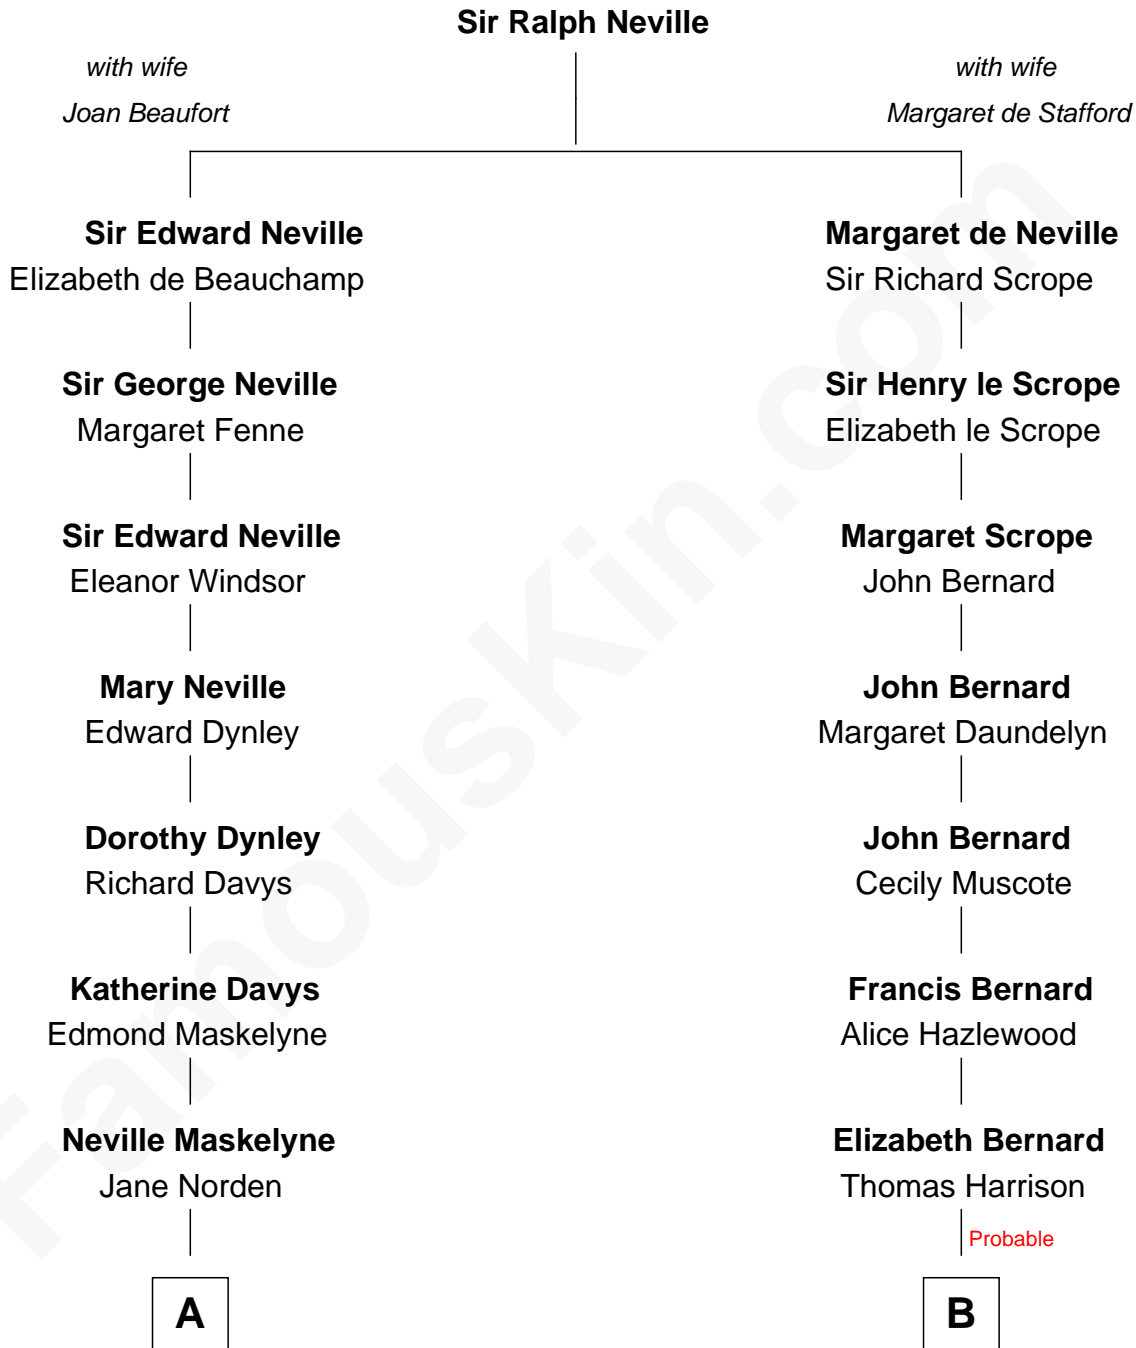 Sir Ralph Neville
with wife
Joan Beaufort
with wife
Margaret de Stafford
Sir Edward Neville
Elizabeth de Beauchamp
Margaret de Neville
Sir Richard Scrope
Sir George Neville
Margaret Fenne
Sir Henry le Scrope
Elizabeth le Scrope
Sir Edward Neville
Eleanor Windsor
Margaret Scrope
John Bernard
Mary Neville
Edward Dynley
John Bernard
Margaret Daundelyn
Dorothy Dynley
Richard Davys
John Bernard
Cecily Muscote
Katherine Davys
Edmond Maskelyne
Francis Bernard
Alice Hazlewood
Neville Maskelyne
Jane Norden
Elizabeth Bernard
Thomas Harrison
Probable
A
B
FamousKin.com